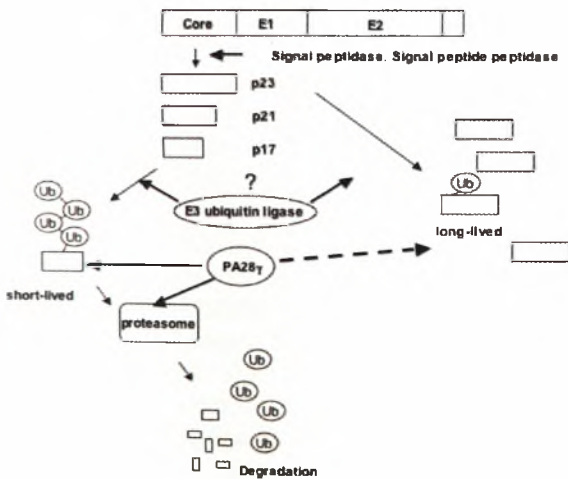 Core E1 E2
Signal peptidase. Signal peptide peptidase
p23
p21
p17
?
E3 ubiquitin ligase
Ub
Ub
Ub
Ub
Ub
long-lived
PA28γ
short-lived
proteasome
Ub
Ub
Ub
Ub
Degradation